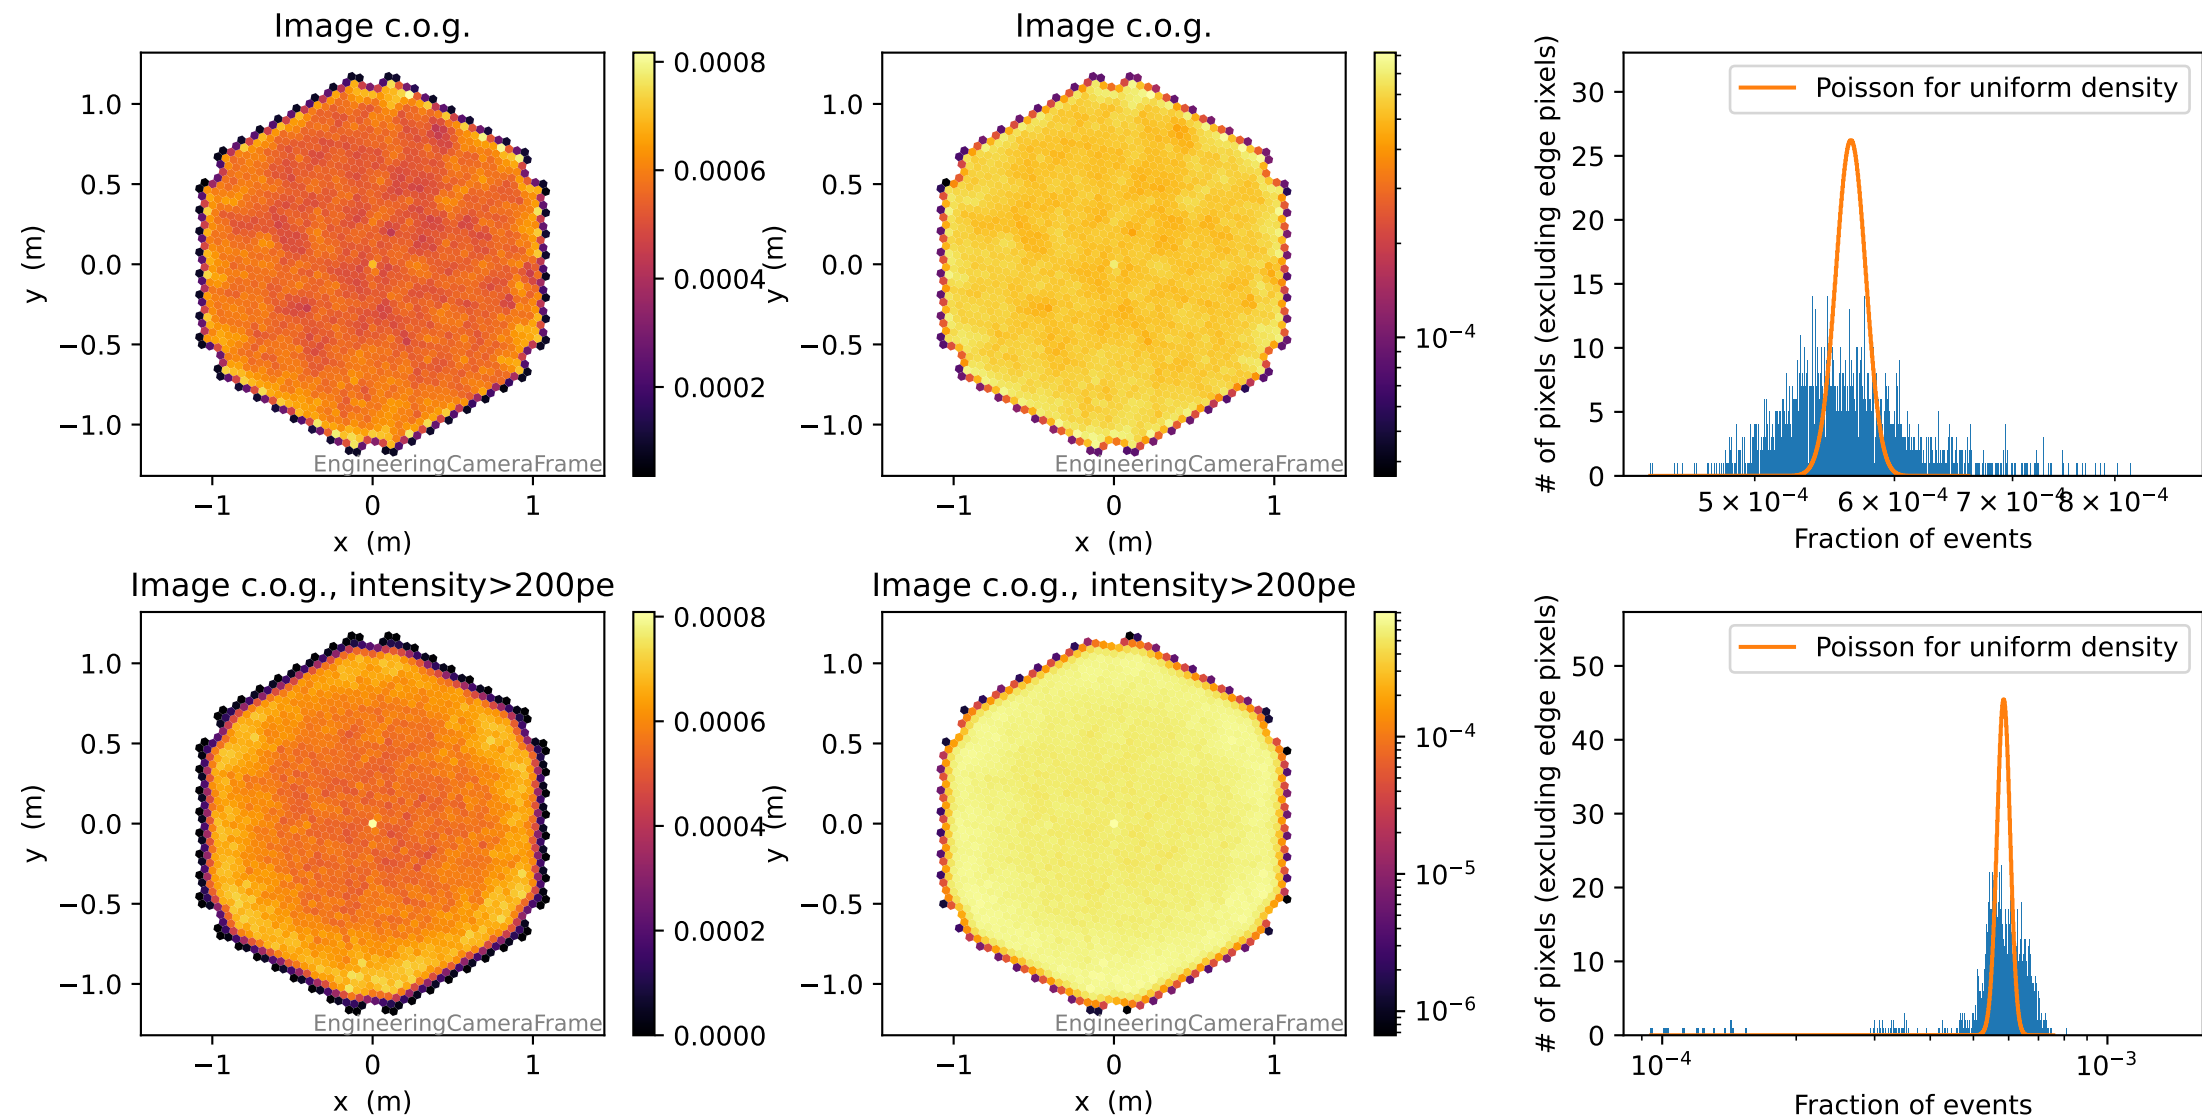 Image c.o.g.
1.0
0.5
0.0
−0.5
−1.0
y (m)
−1
0
1
x (m)
EngineeringCameraFrame
0.0008
0.0006
0.0004
0.0002
Image c.o.g.
1.0
0.5
0.0
−0.5
−1.0
y (m)
−1
0
1
x (m)
EngineeringCameraFrame
10⁻⁴
Poisson for uniform density
30
25
20
15
10
5
0
# of pixels (excluding edge pixels)
5 × 10⁻⁴
6 × 10⁻⁴
7 × 10⁻⁴
8 × 10⁻⁴
Fraction of events
Image c.o.g., intensity>200pe
1.0
0.5
0.0
−0.5
−1.0
y (m)
−1
0
1
x (m)
EngineeringCameraFrame
0.0008
0.0006
0.0004
0.0002
0.0000
Image c.o.g., intensity>200pe
1.0
0.5
0.0
−0.5
−1.0
y (m)
−1
0
1
x (m)
EngineeringCameraFrame
10⁻⁴
10⁻⁵
10⁻⁶
Poisson for uniform density
50
40
30
20
10
0
# of pixels (excluding edge pixels)
10⁻⁴
10⁻³
Fraction of events